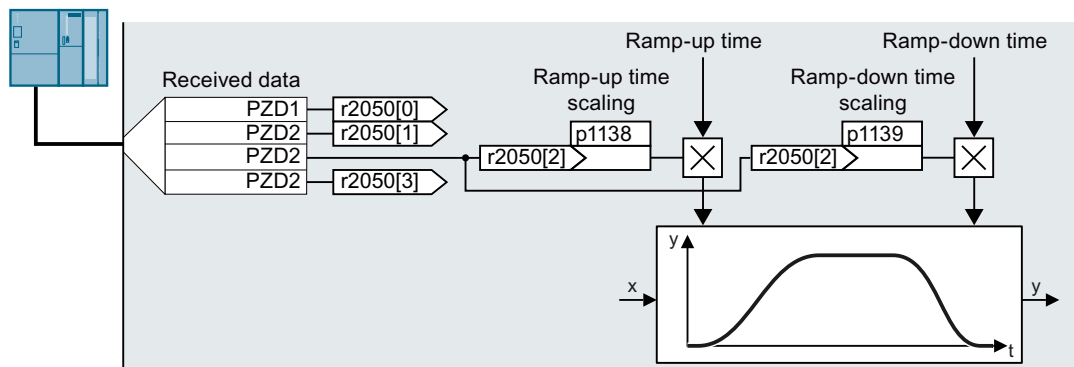 Ramp-up time
Ramp-down time
Received data
Ramp-up time
scaling
Ramp-down time
scaling
PZD1
r2050[0]
PZD2
r2050[1]
p1138
p1139
PZD2
r2050[2]
r2050[2]
PZD2
r2050[3]
y
x
y
t